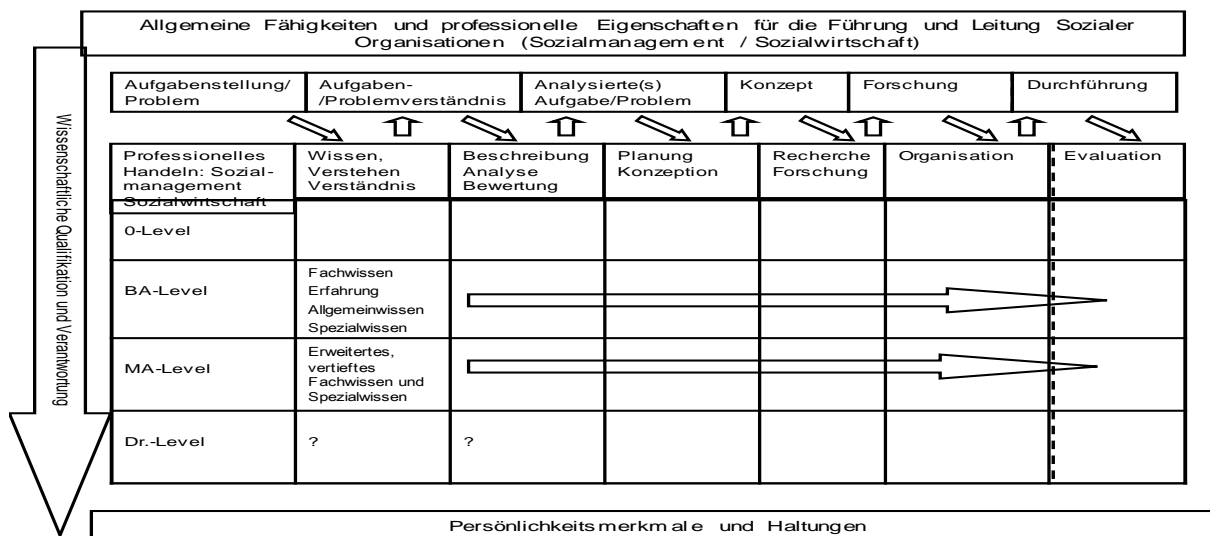 Allgemeine Fähigkeiten und professionelle Eigenschaften für die Führung und Leitung Sozialer
Organisationen (Sozialmanagement / Sozialwirtschaft)
Wissenschaftliche Qualifikation und Verantwortung
Aufgabenstellung/
Problem
Aufgaben-
/Problemverständnis
Analysierte(s)
Aufgabe/Problem
Konzept
Forschung
Durchführung
Professionelles
Handeln: Sozial-
management
Sozialwirtschaft
Wissen,
Verstehen
Verständnis
Beschreibung
Analyse
Bewertung
Planung
Konzeption
Recherche
Forschung
Organisation
Evaluation
0-Level
BA-Level
Fachwissen
Erfahrung
Allgemeinwissen
Spezialwissen
MA-Level
Erweitertes,
vertieftes
Fachwissen und
Spezialwissen
Dr.-Level
?
?
Persönlichkeitsmerkmale und Haltungen